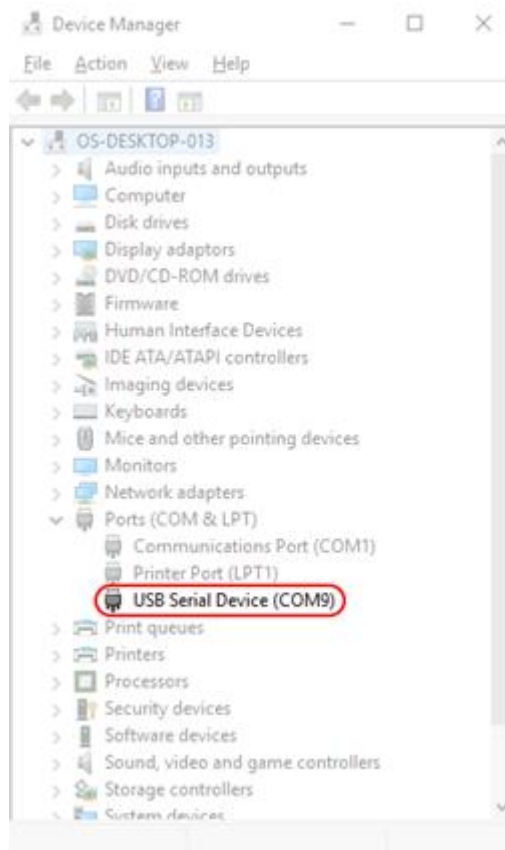 Device Manager
File Action View Help
OS-DESKTOP-013
Audio inputs and outputs
Computer
Disk drives
Display adaptors
DVD/CD-ROM drives
Firmware
Human Interface Devices
IDE ATA/ATAPI controllers
Imaging devices
Keyboards
Mice and other pointing devices
Monitors
Network adapters
Ports (COM & LPT)
Communications Port (COM1)
Printer Port (LPT1)
USB Serial Device (COM9)
Print queues
Printers
Processors
Security devices
Software devices
Sound, video and game controllers
Storage controllers
System devices